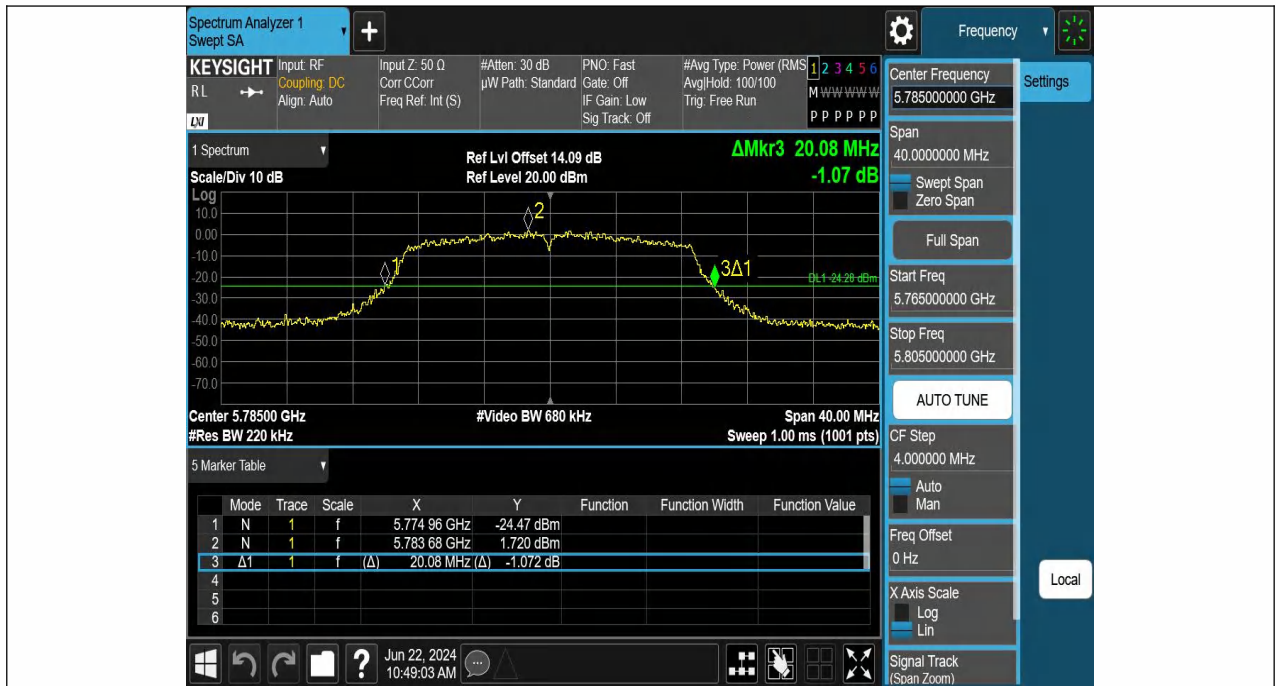 Spectrum Analyzer 1
Swept SA
+
Frequency
KEYSIGHT
RL
LXI
Input: RF
Coupling: DC
Align: Auto
Input Z: 50 Ω
Corr CCorr
Freq Ref: Int (S)
#Atten: 30 dB
µW Path: Standard
PNO: Fast
Gate: Off
IF Gain: Low
Sig Track: Off
#Avg Type: Power (RMS
Avg|Hold: 100/100
Trig: Free Run
1 2 3 4 5 6
M W W W W W
P P P P P P
1 Spectrum
Scale/Div 10 dB
Ref Lvl Offset 14.09 dB
Ref Level 20.00 dBm
ΔMkr3 20.08 MHz
-1.07 dB
Log
10.0
0.00
-10.0
-20.0
-30.0
-40.0
-50.0
-60.0
-70.0
2
1
3Δ1
DL1 -24.28 dBm
Center 5.78500 GHz
#Video BW 680 kHz
Span 40.00 MHz
#Res BW 220 kHz
Sweep 1.00 ms (1001 pts)
5 Marker Table
Mode Trace Scale X Y Function Function Width Function Value
1 N 1 f 5.774 96 GHz -24.47 dBm
2 N 1 f 5.783 68 GHz 1.720 dBm
3 Δ1 1 f (Δ) 20.08 MHz (Δ) -1.072 dB
4
5
6
?
Jun 22, 2024
10:49:03 AM
Center Frequency
5.785000000 GHz
Settings
Span
40.0000000 MHz
Swept Span
Zero Span
Full Span
Start Freq
5.765000000 GHz
Stop Freq
5.805000000 GHz
AUTO TUNE
CF Step
4.000000 MHz
Auto
Man
Freq Offset
0 Hz
X Axis Scale
Log
Lin
Local
Signal Track
(Span Zoom)